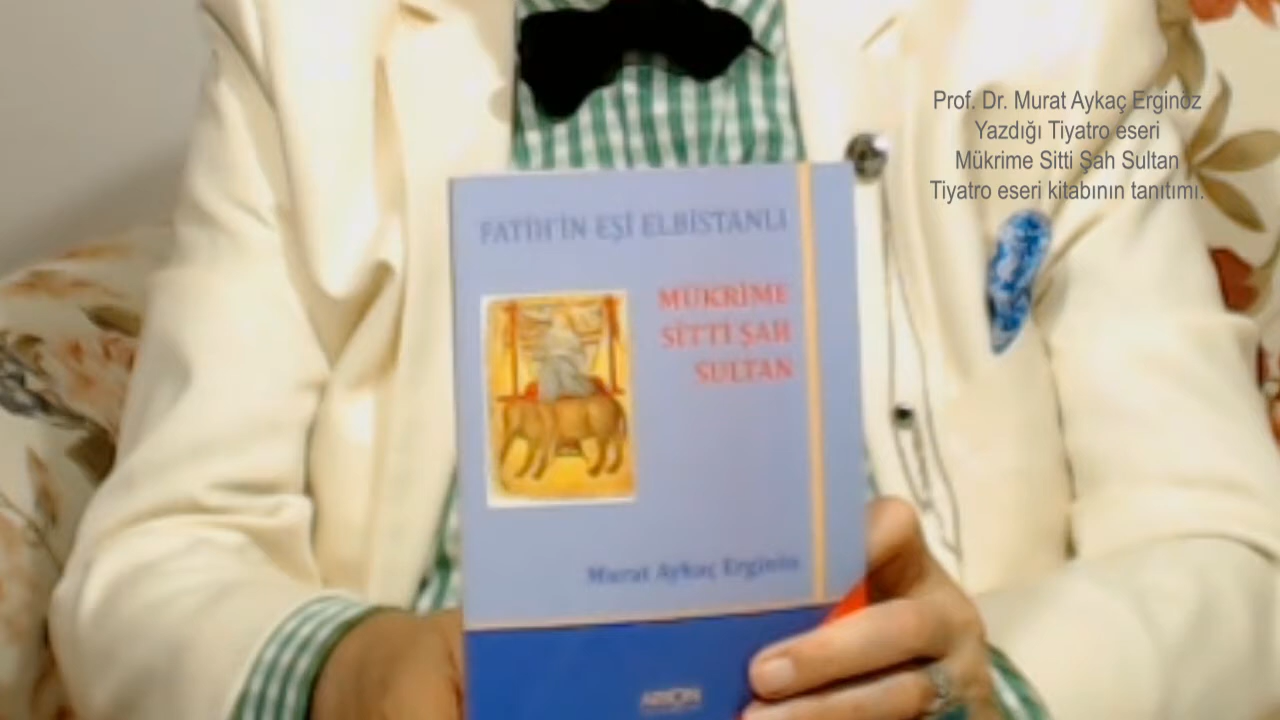 Prof. Dr. Murat Aykaç Erginöz
Yazdığı Tiyatro eseri
Mükrime Sitti Şah Sultan
Tiyatro eseri kitabının tanıtımı.
FATİH'İN EŞİ ELBİSTANLI
MÜKRİME
SİTTİ ŞAH
SULTAN
Murat Aykaç Erginöz